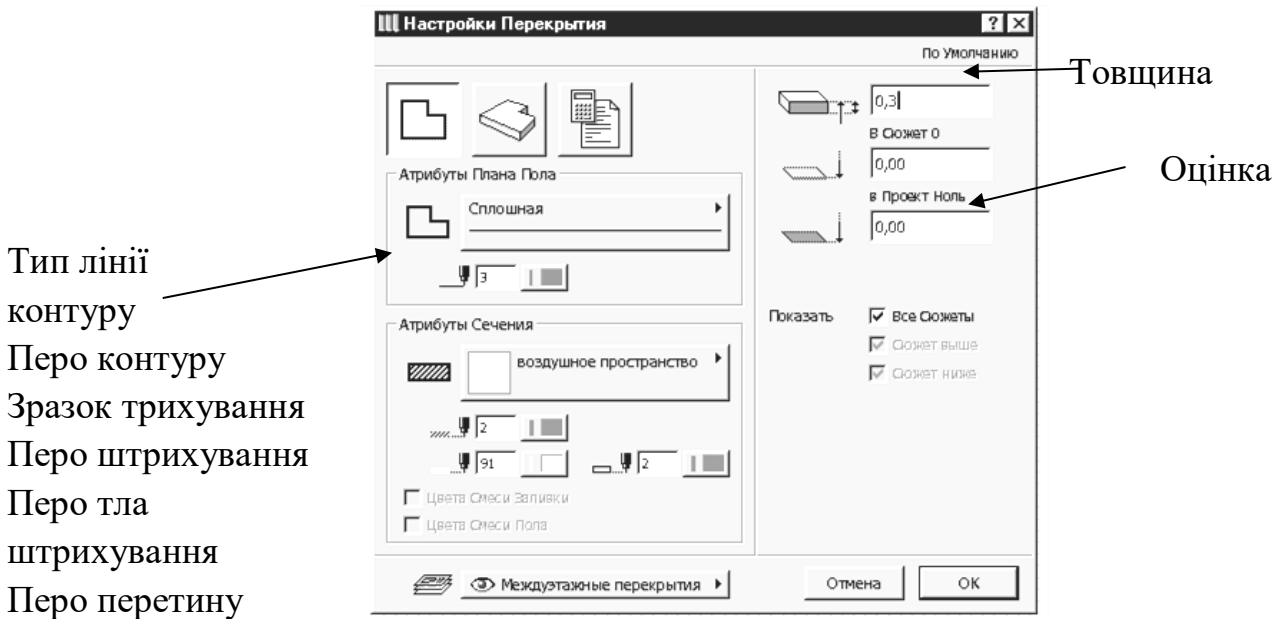 Настройки Перекрытия
По Умолчанию
Товщина
0,3
В Сюжет 0
0,00
Оцінка
в Проект Ноль
0,00
Атрибуты Плана Пола
Сплошная
3
Тип лінії
контуру
Перо контуру
Зразок трихування
Перо штрихування
Перо тла
штрихування
Перо перетину
Показать
Все Сюжеты
Сюжет выше
Сюжет ниже
Атрибуты Сечения
воздушное пространство
2
91
2
Цвета Смеси Заливки
Цвета Смеси Пола
Междуэтажные перекрытия
Отмена
ОК